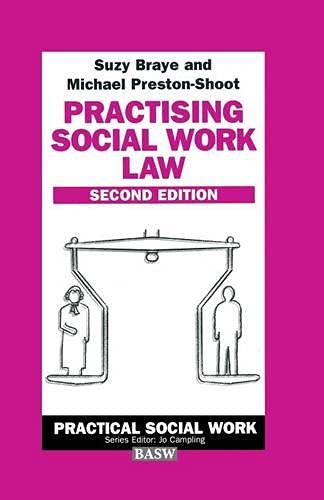 Suzy Braye and
Michael Preston-Shoot
PRACTISING
SOCIAL WORK
LAW
SECOND EDITION
PRACTICAL SOCIAL WORK
Series Editor: Jo Campling
BASW